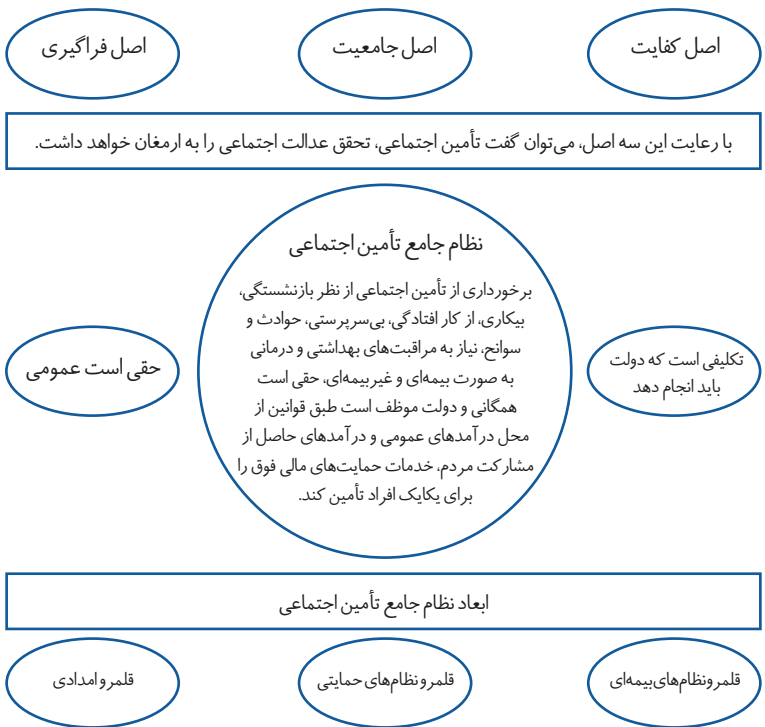 اصل کفایت
اصل جامعیت
اصل فراگیری
با رعایت این سه اصل، می‌توان گفت تأمین اجتماعی، تحقق عدالت اجتماعی را به ارمغان خواهد داشت.
نظام جامع تأمین اجتماعی
برخورداری از تأمین اجتماعی از نظر بازنشستگی،
بیکاری، از کار افتادگی، بی‌سرپرستی، حوادث و
سوانح، نیاز به مراقبت‌های بهداشتی و درمانی
به صورت بیمه‌ای و غیربیمه‌ای، حقی است
همگانی و دولت موظف است طبق قوانین از
محل درآمدهای عمومی و درآمدهای حاصل از
مشارکت مردم، خدمات حمایت‌های مالی فوق را
برای یکایک افراد تأمین کند.
تکلیفی است که دولت
باید انجام دهد
حقی است عمومی
ابعاد نظام جامع تأمین اجتماعی
قلمرو نظام‌های بیمه‌ای
قلمرو نظام‌های حمایتی
قلمرو امدادی